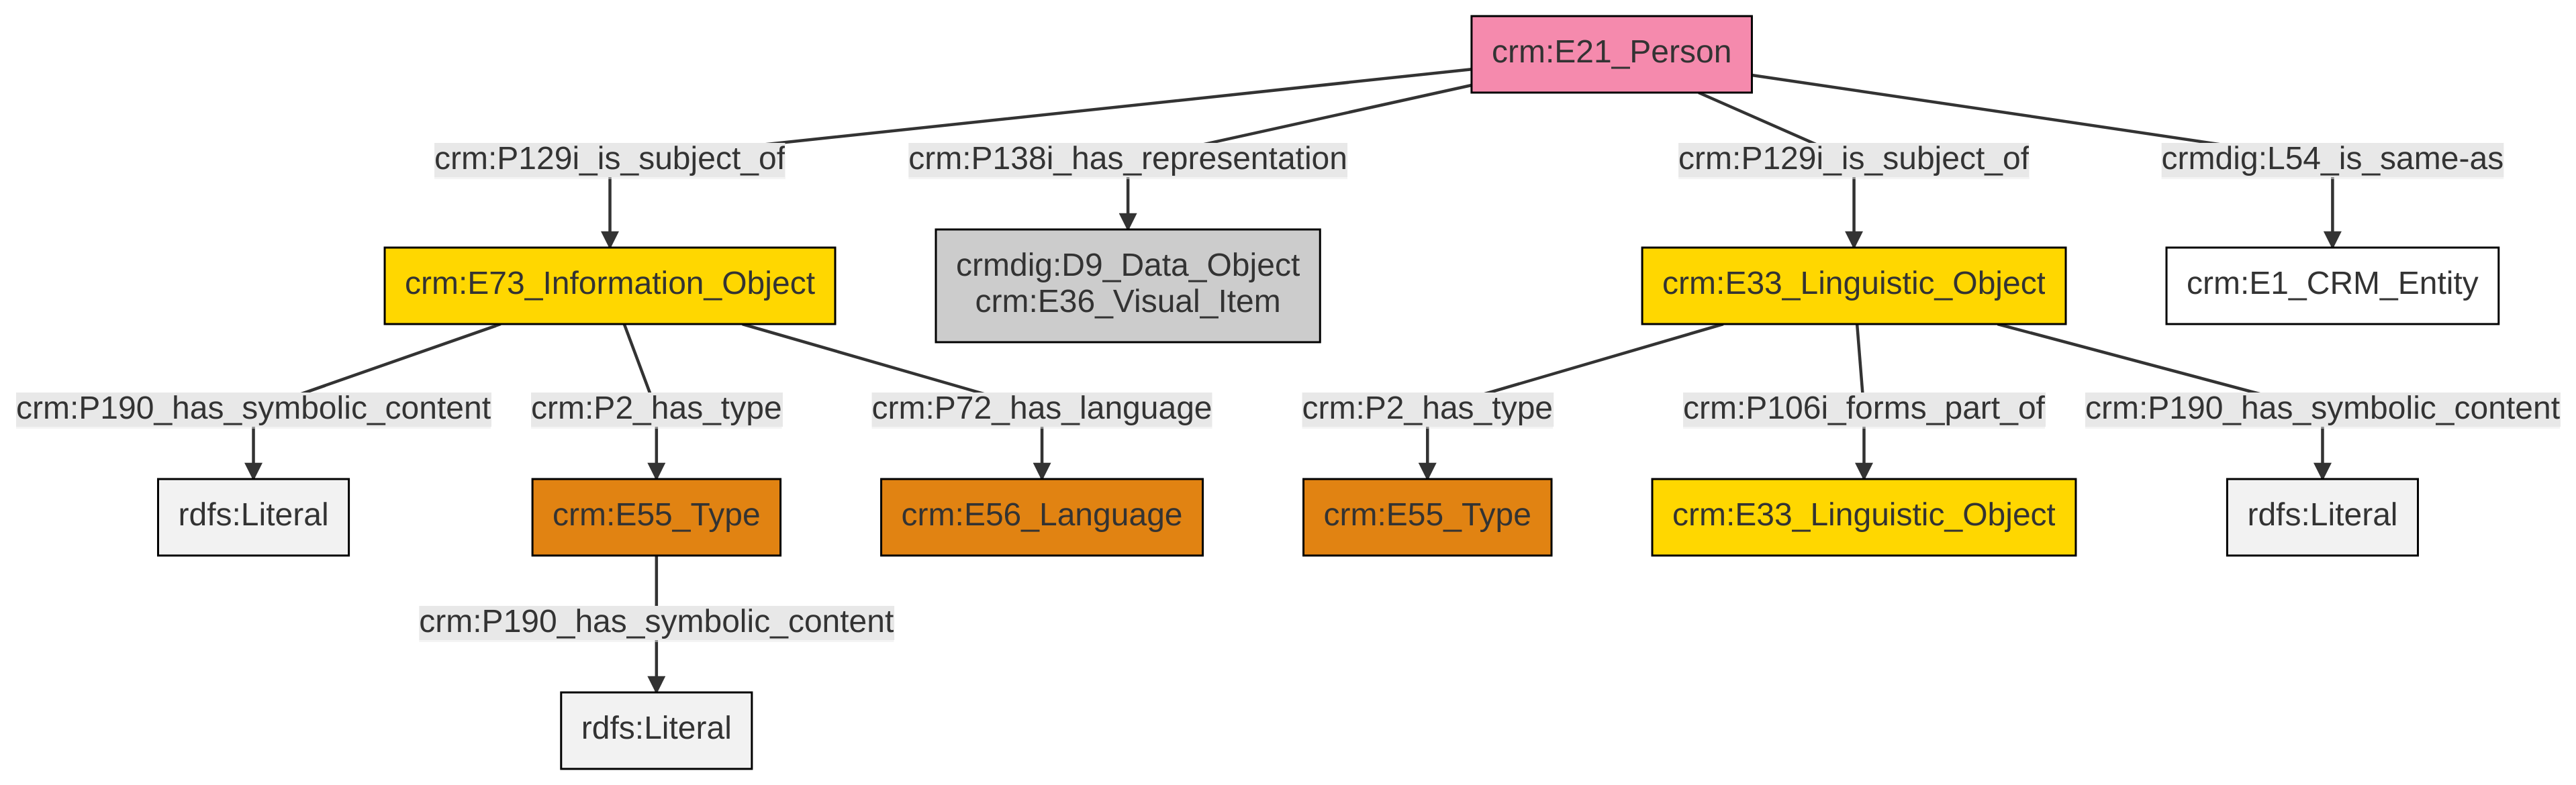 crm:E21_Person
crm:P129i_is_subject_of
crm:P138i_has_representation
crm:P129i_is_subject_of
crmdig:L54_is_same-as
crm:E73_Information_Object
crmdig:D9_Data_Object
crm:E36_Visual_Item
crm:E33_Linguistic_Object
crm:E1_CRM_Entity
crm:P190_has_symbolic_content
crm:P2_has_type
crm:P72_has_language
crm:P2_has_type
crm:P106i_forms_part_of
crm:P190_has_symbolic_content
rdfs:Literal
crm:E55_Type
crm:E56_Language
crm:E55_Type
crm:E33_Linguistic_Object
rdfs:Literal
crm:P190_has_symbolic_content
rdfs:Literal